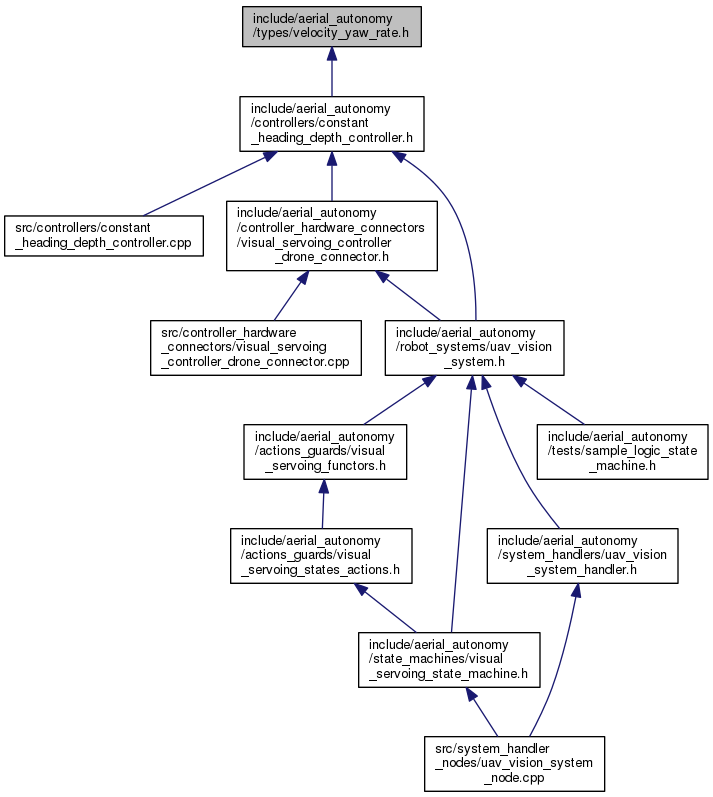 include/aerial_autonomy
/types/velocity_yaw_rate.h
include/aerial_autonomy
/controllers/constant
_heading_depth_controller.h
src/controllers/constant
_heading_depth_controller.cpp
include/aerial_autonomy
/controller_hardware_connectors
/visual_servoing_controller
_drone_connector.h
src/controller_hardware
_connectors/visual_servoing
_controller_drone_connector.cpp
include/aerial_autonomy
/robot_systems/uav_vision
_system.h
include/aerial_autonomy
/actions_guards/visual
_servoing_functors.h
include/aerial_autonomy
/tests/sample_logic_state
_machine.h
include/aerial_autonomy
/actions_guards/visual
_servoing_states_actions.h
include/aerial_autonomy
/system_handlers/uav_vision
_system_handler.h
include/aerial_autonomy
/state_machines/visual
_servoing_state_machine.h
src/system_handler
_nodes/uav_vision_system
_node.cpp